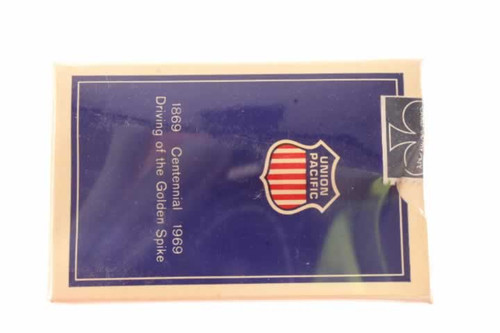 UNION
PACIFIC
1869 Centennial 1969
Driving of the Golden Spike